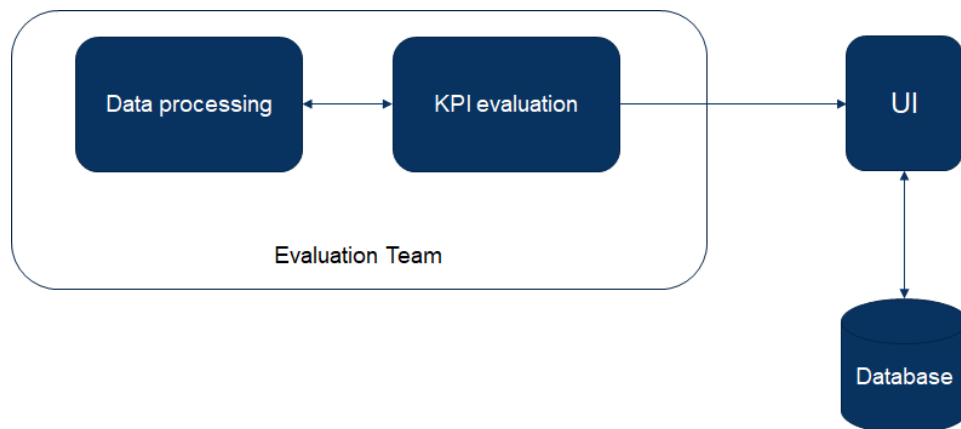 Data processing
KPI evaluation
UI
Evaluation Team
Database